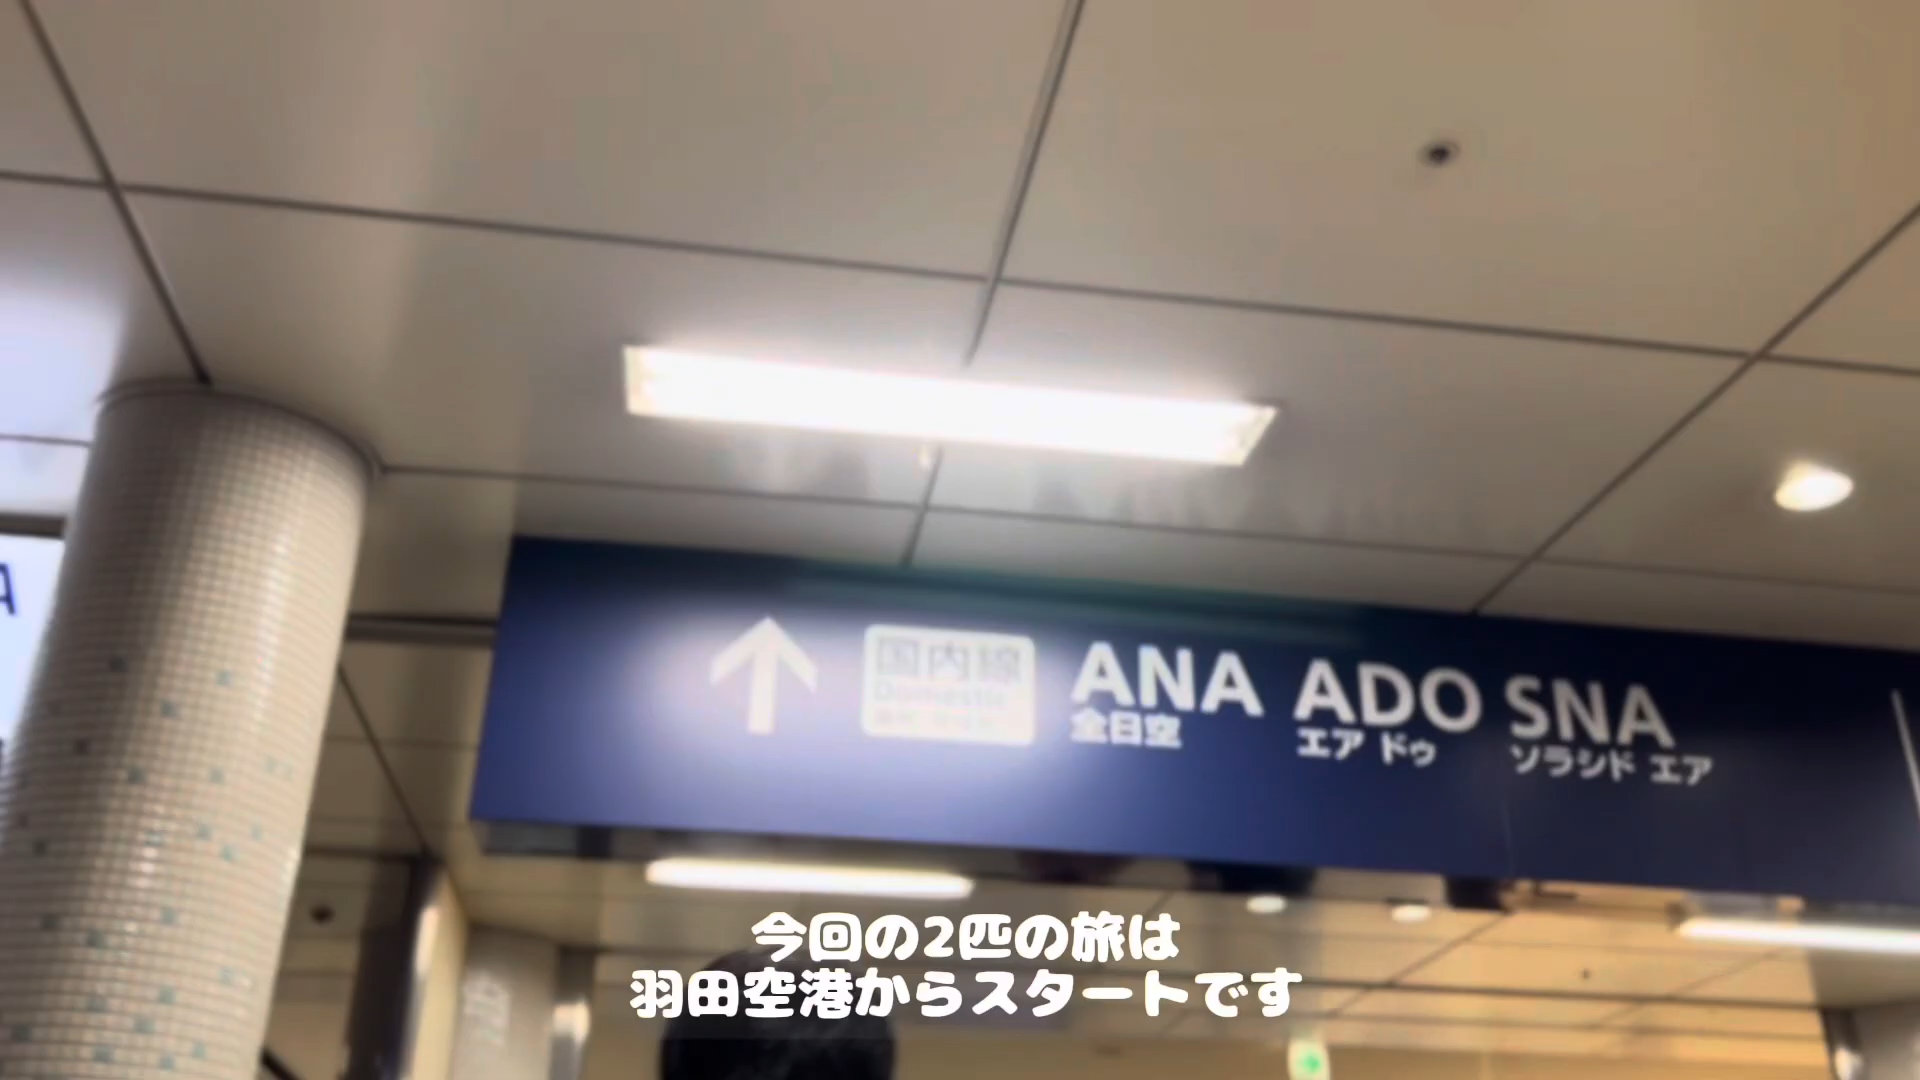 国内線
Domestic
ANA ADO SNA
全日空 エア ドゥ ソラシド エア
今回の2匹の旅は
羽田空港からスタートです